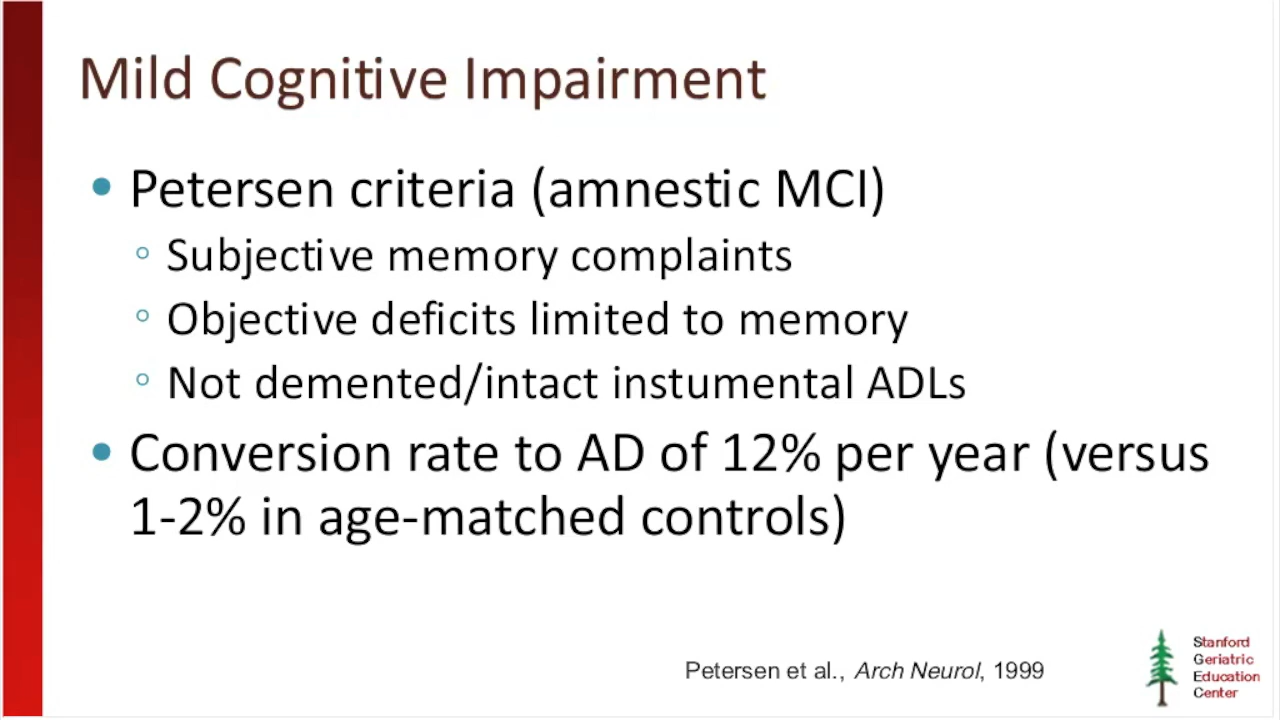 Mild Cognitive Impairment
• Petersen criteria (amnestic MCI)
◦ Subjective memory complaints
◦ Objective deficits limited to memory
◦ Not demented/intact instumental ADLs
• Conversion rate to AD of 12% per year (versus
1-2% in age-matched controls)
Petersen et al., Arch Neurol, 1999
Stanford
Geriatric
Education
Center